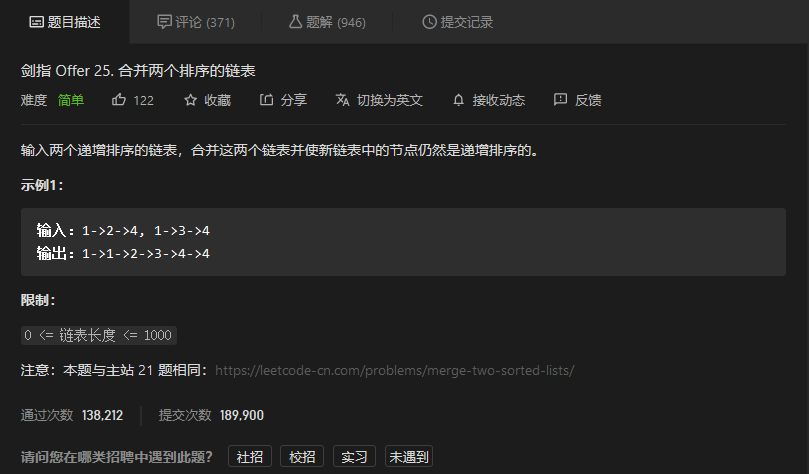 题目描述 评论 (371) 题解 (946) 提交记录
剑指 Offer 25. 合并两个排序的链表
难度 简单 122 收藏 分享 切换为英文 接收动态 反馈
输入两个递增排序的链表，合并这两个链表并使新链表中的节点仍然是递增排序的。
示例1：
输入：1->2->4, 1->3->4
输出：1->1->2->3->4->4
限制：
0 <= 链表长度 <= 1000
注意：本题与主站 21 题相同：https://leetcode-cn.com/problems/merge-two-sorted-lists/
通过次数 138,212 提交次数 189,900
请问您在哪类招聘中遇到此题？ 社招 校招 实习 未遇到